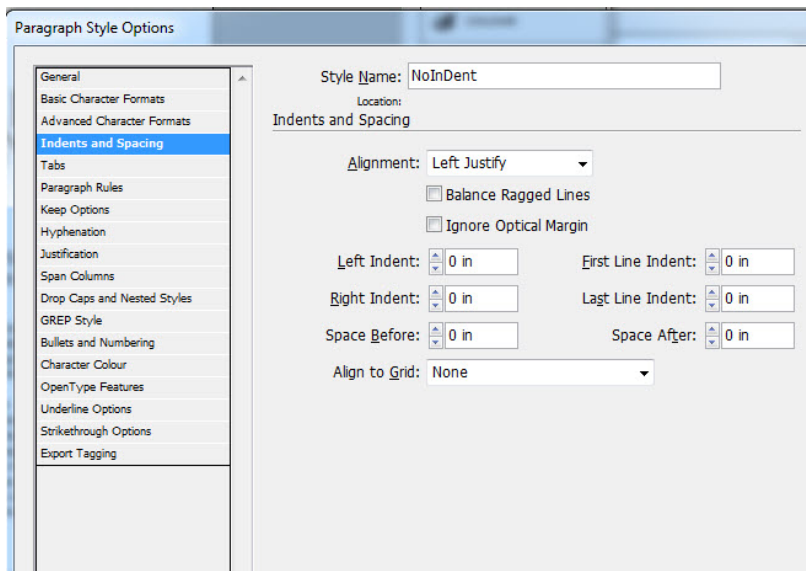 Paragraph Style Options
General
Basic Character Formats
Advanced Character Formats
Indents and Spacing
Tabs
Paragraph Rules
Keep Options
Hyphenation
Justification
Span Columns
Drop Caps and Nested Styles
GREP Style
Bullets and Numbering
Character Colour
OpenType Features
Underline Options
Strikethrough Options
Export Tagging
Style Name: NoInDent
Location:
Indents and Spacing
Alignment: Left Justify
Balance Ragged Lines
Ignore Optical Margin
Left Indent: 0 in First Line Indent: 0 in
Right Indent: 0 in Last Line Indent: 0 in
Space Before: 0 in Space After: 0 in
Align to Grid: None